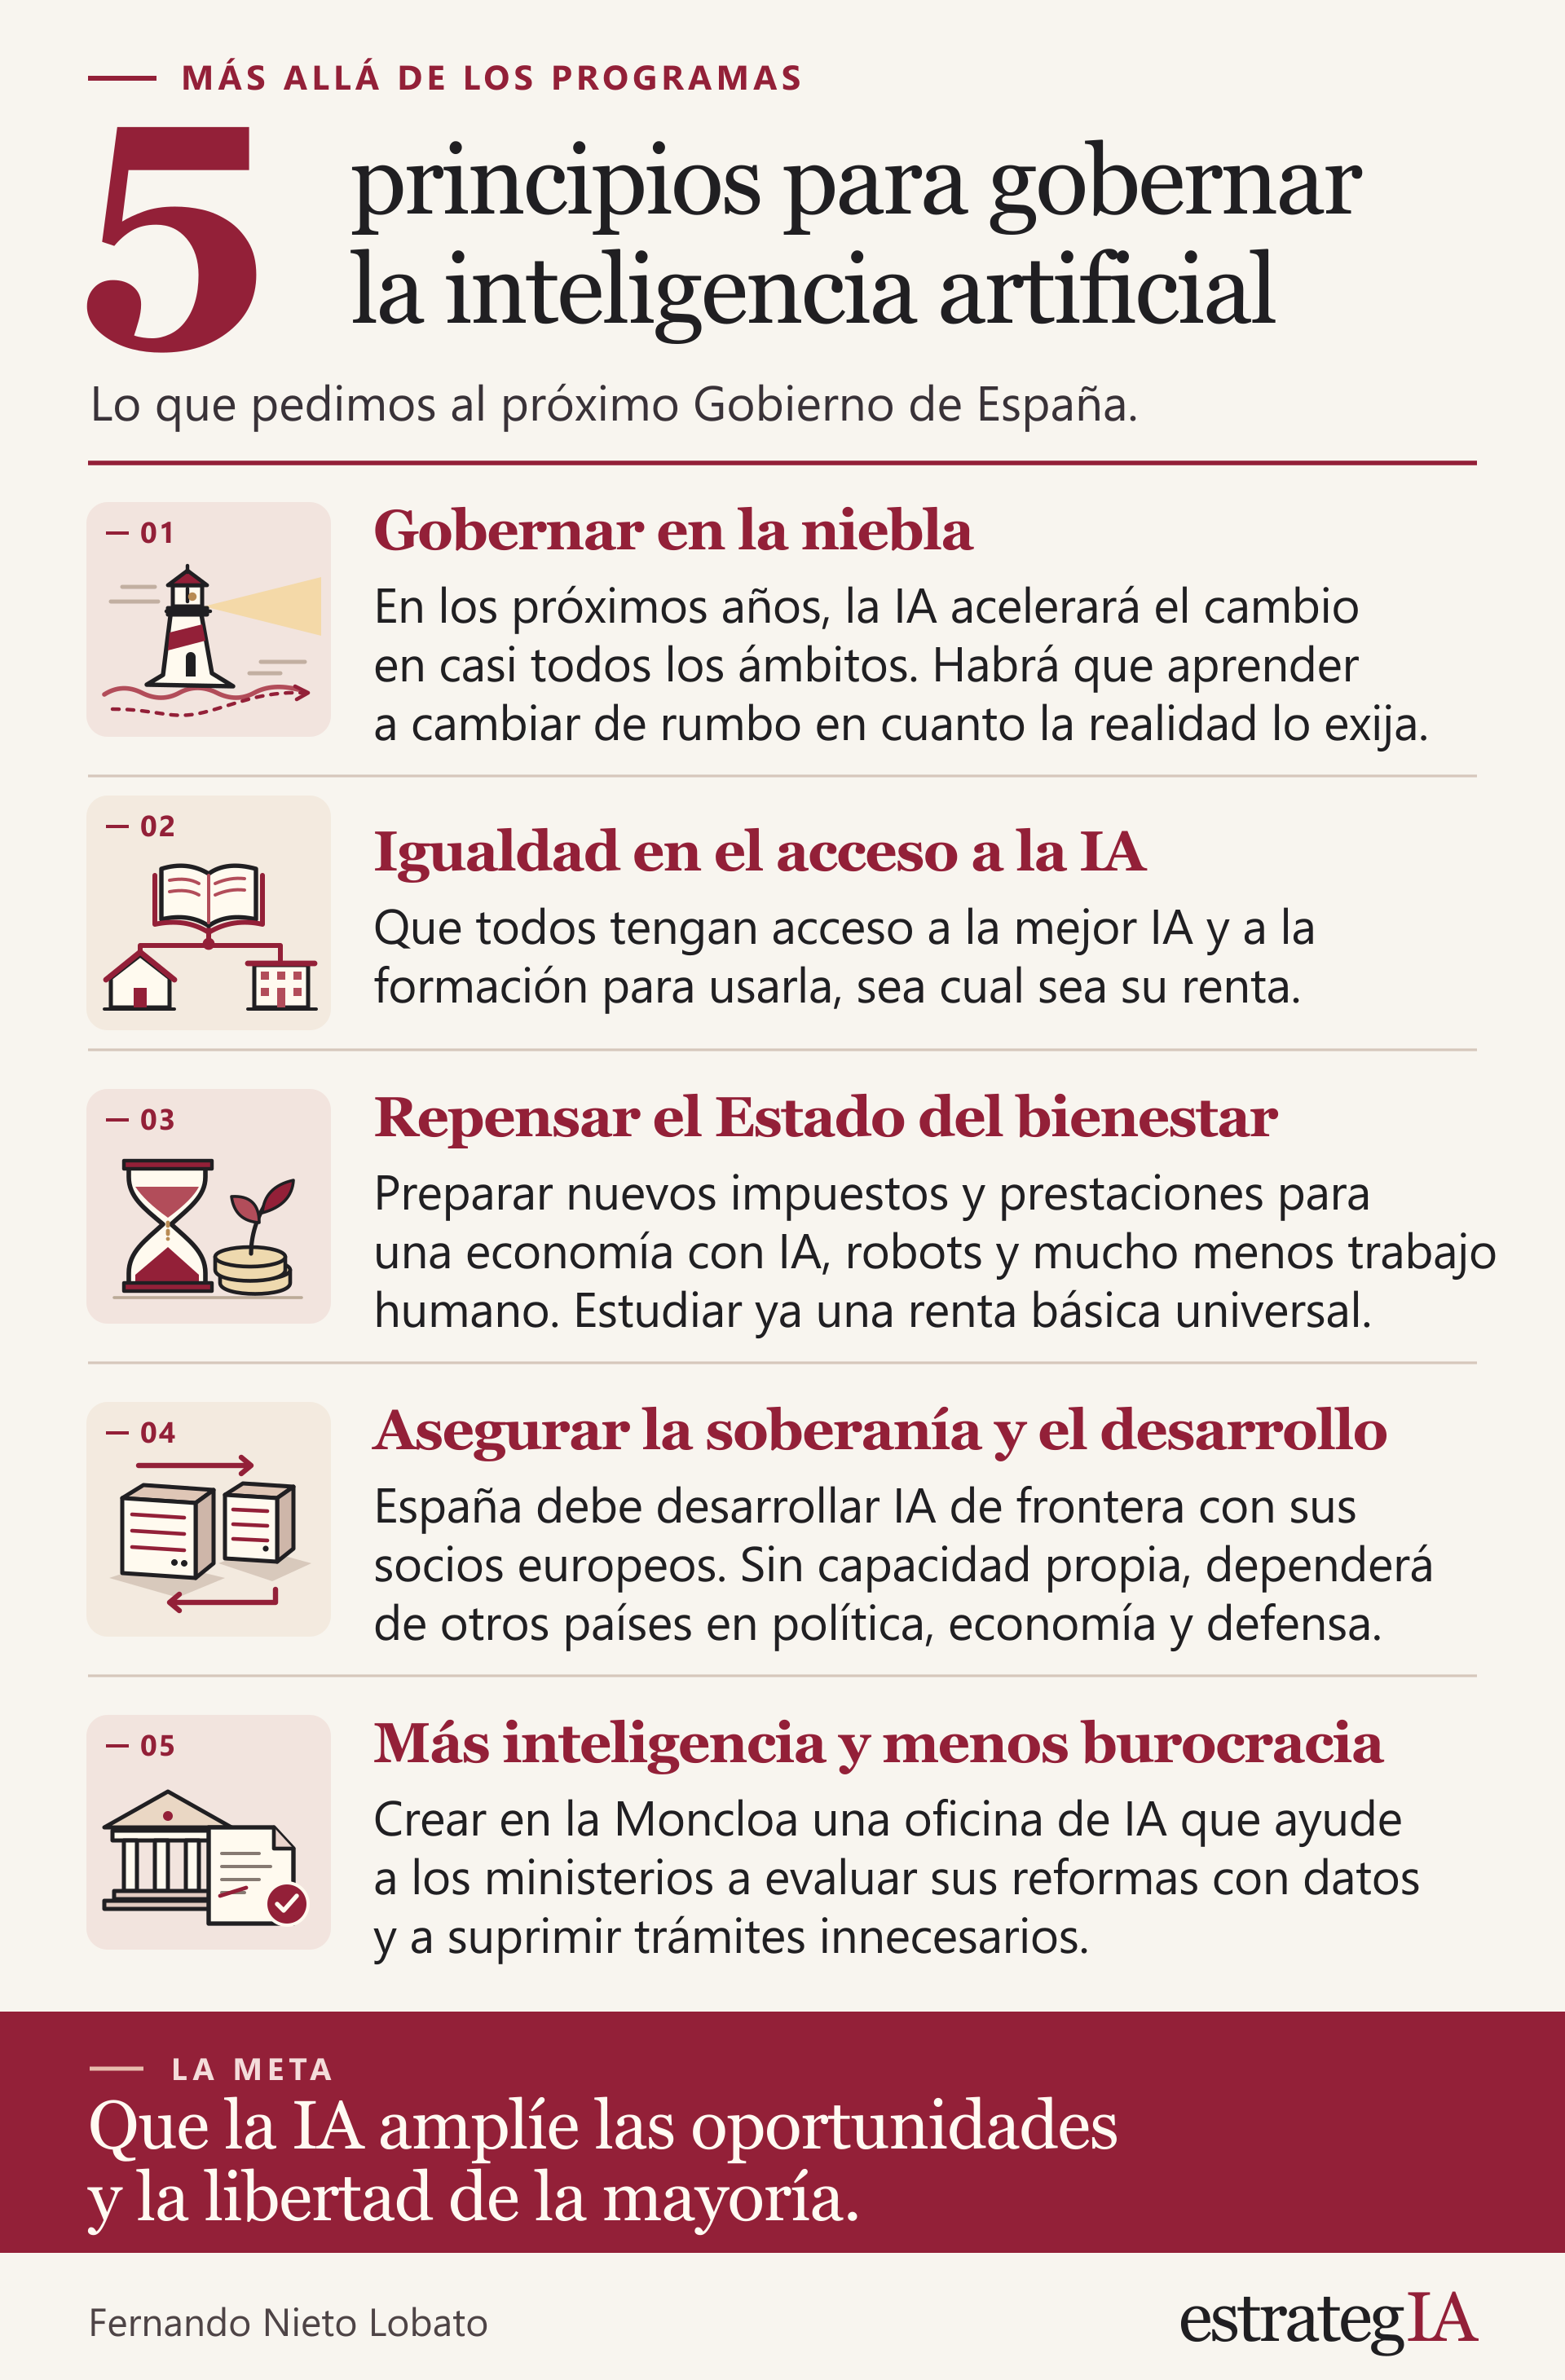 MÁS ALLÁ DE LOS PROGRAMAS
5 principios para gobernar
la inteligencia artificial
Lo que pedimos al próximo Gobierno de España.
01
Gobernar en la niebla
En los próximos años, la IA acelerará el cambio
en casi todos los ámbitos. Habrá que aprender
a cambiar de rumbo en cuanto la realidad lo exija.
02
Igualdad en el acceso a la IA
Que todos tengan acceso a la mejor IA y a la
formación para usarla, sea cual sea su renta.
03
Repensar el Estado del bienestar
Preparar nuevos impuestos y prestaciones para
una economía con IA, robots y mucho menos trabajo
humano. Estudiar ya una renta básica universal.
04
Asegurar la soberanía y el desarrollo
España debe desarrollar IA de frontera con sus
socios europeos. Sin capacidad propia, dependerá
de otros países en política, economía y defensa.
05
Más inteligencia y menos burocracia
Crear en la Moncloa una oficina de IA que ayude
a los ministerios a evaluar sus reformas con datos
y a suprimir trámites innecesarios.
LA META
Que la IA amplíe las oportunidades
y la libertad de la mayoría.
Fernando Nieto Lobato
estrategIA